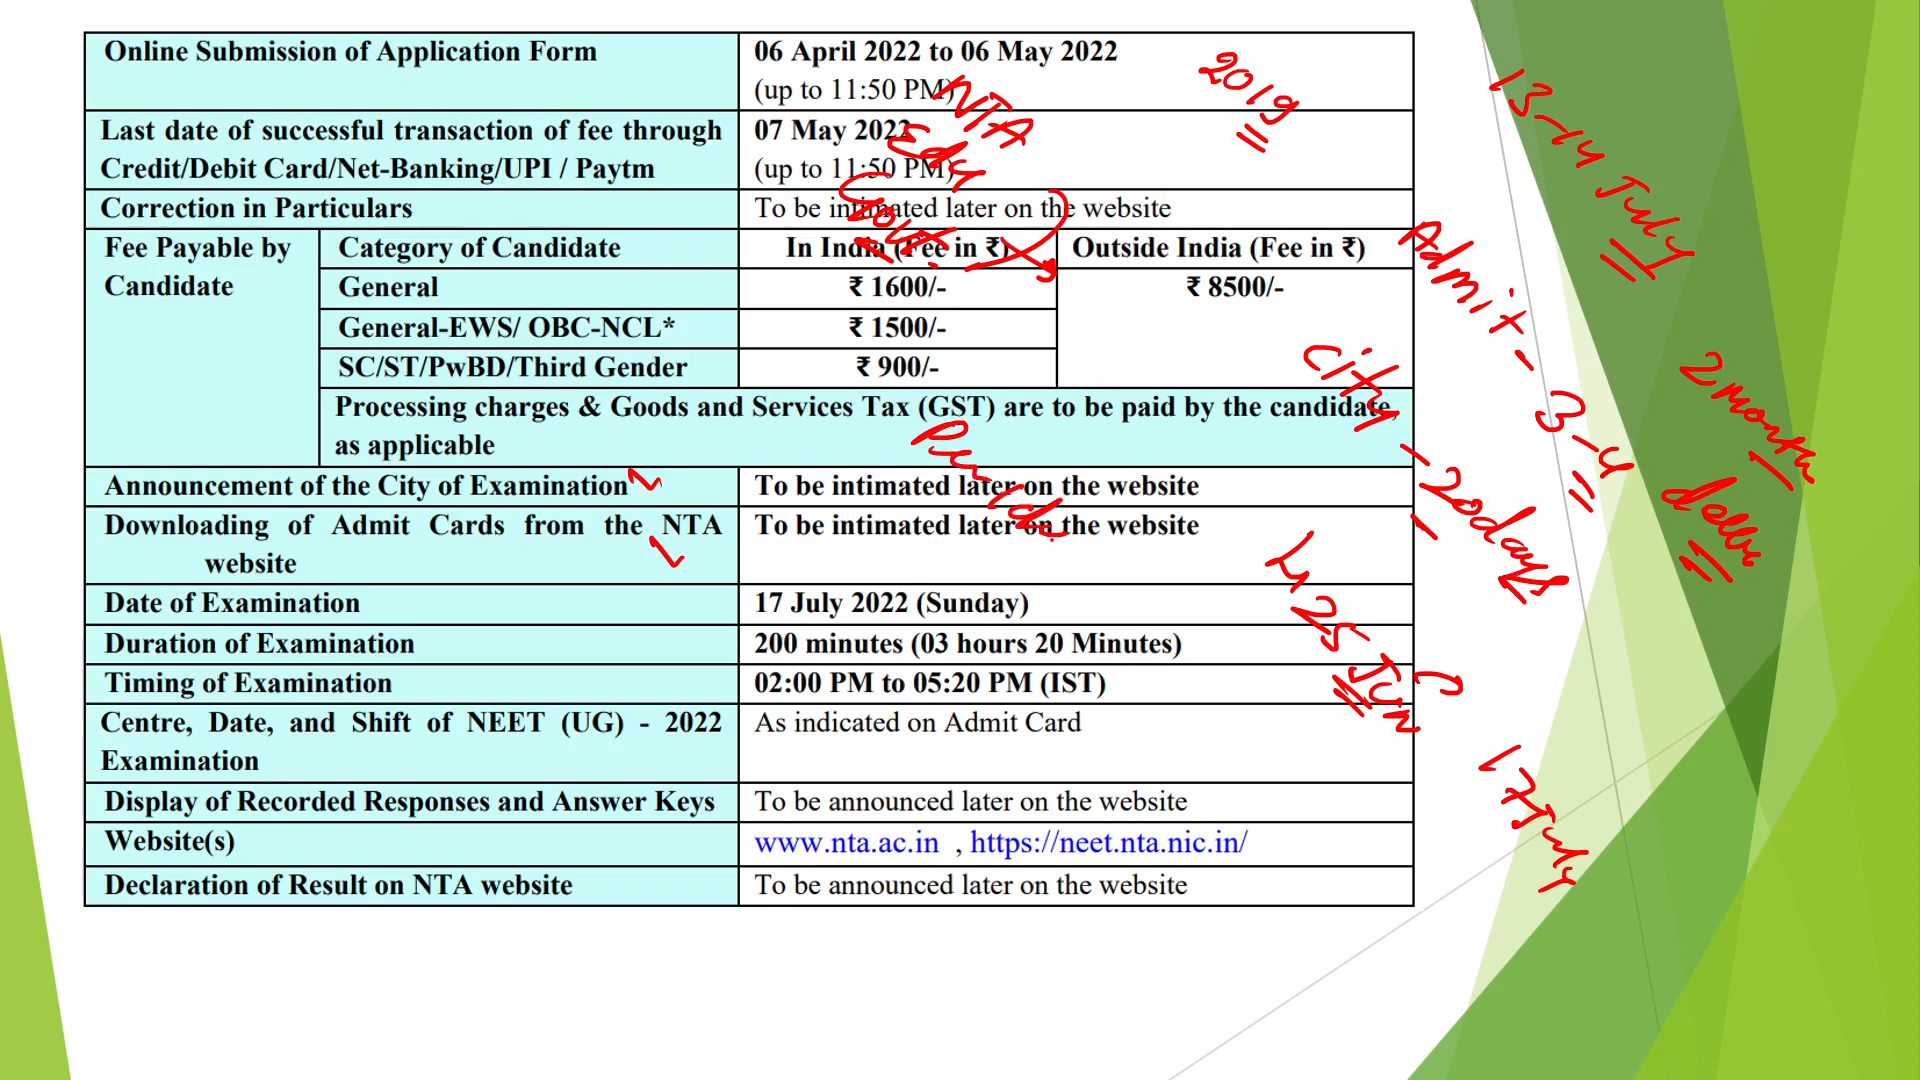 Online Submission of Application Form
06 April 2022 to 06 May 2022
(up to 11:50 PM)
Last date of successful transaction of fee through
Credit/Debit Card/Net-Banking/UPI / Paytm
07 May 2022
(up to 11:50 PM)
Correction in Particulars
To be intimated later on the website
Fee Payable by
Candidate
Category of Candidate
In India (Fee in ₹)
Outside India (Fee in ₹)
General
₹ 1600/-
₹ 8500/-
General-EWS/ OBC-NCL*
₹ 1500/-
SC/ST/PwBD/Third Gender
₹ 900/-
Processing charges & Goods and Services Tax (GST) are to be paid by the candidate,
as applicable
Announcement of the City of Examination
To be intimated later on the website
Downloading of Admit Cards from the NTA
website
To be intimated later on the website
Date of Examination
17 July 2022 (Sunday)
Duration of Examination
200 minutes (03 hours 20 Minutes)
Timing of Examination
02:00 PM to 05:20 PM (IST)
Centre, Date, and Shift of NEET (UG) - 2022
Examination
As indicated on Admit Card
Display of Recorded Responses and Answer Keys
To be announced later on the website
Website(s)
www.nta.ac.in , https://neet.nta.nic.in/
Declaration of Result on NTA website
To be announced later on the website
2019
NTA
Edu
Govt.
13-14 July
Admit - 3-4
City - 20days
25 Jun
2 month
17 July